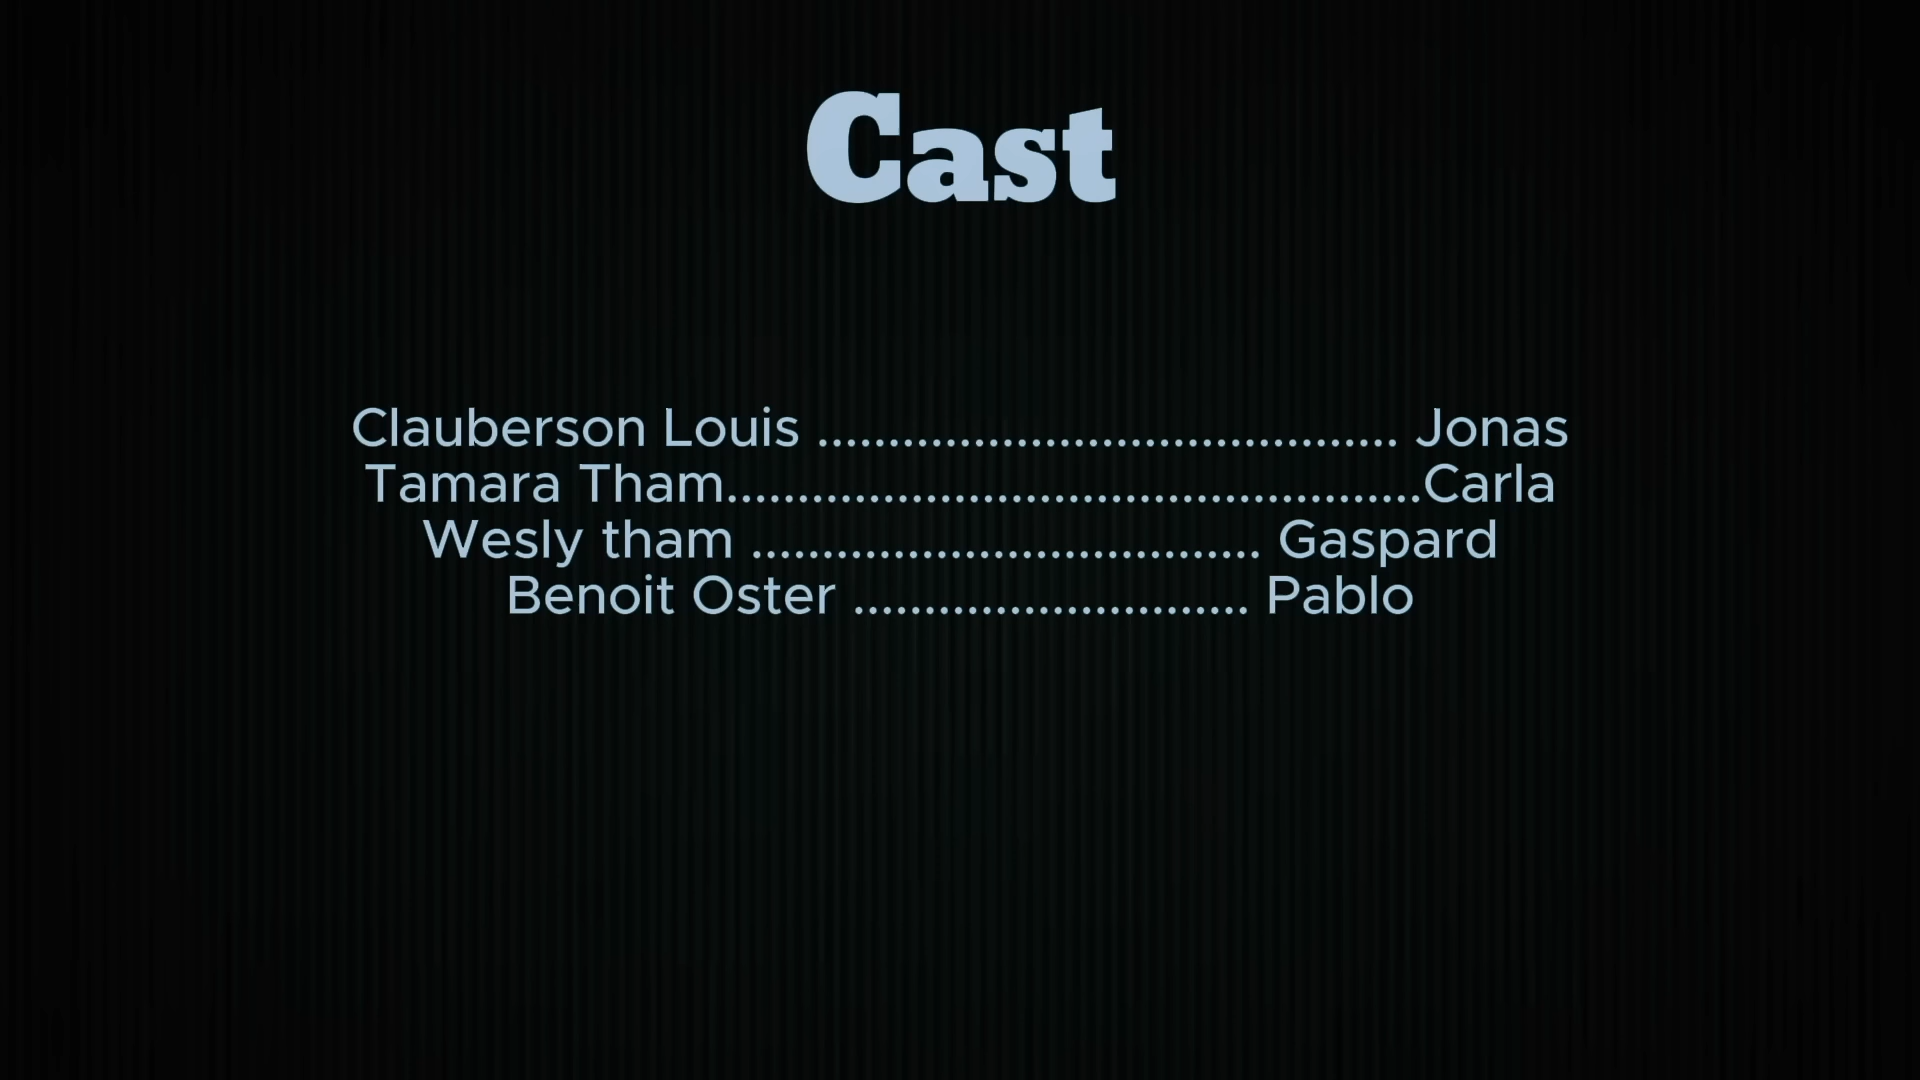 Cast
Clauberson Louis ........................................ Jonas
Tamara Tham.................................................Carla
Wesly tham .................................... Gaspard
Benoit Oster ............................ Pablo